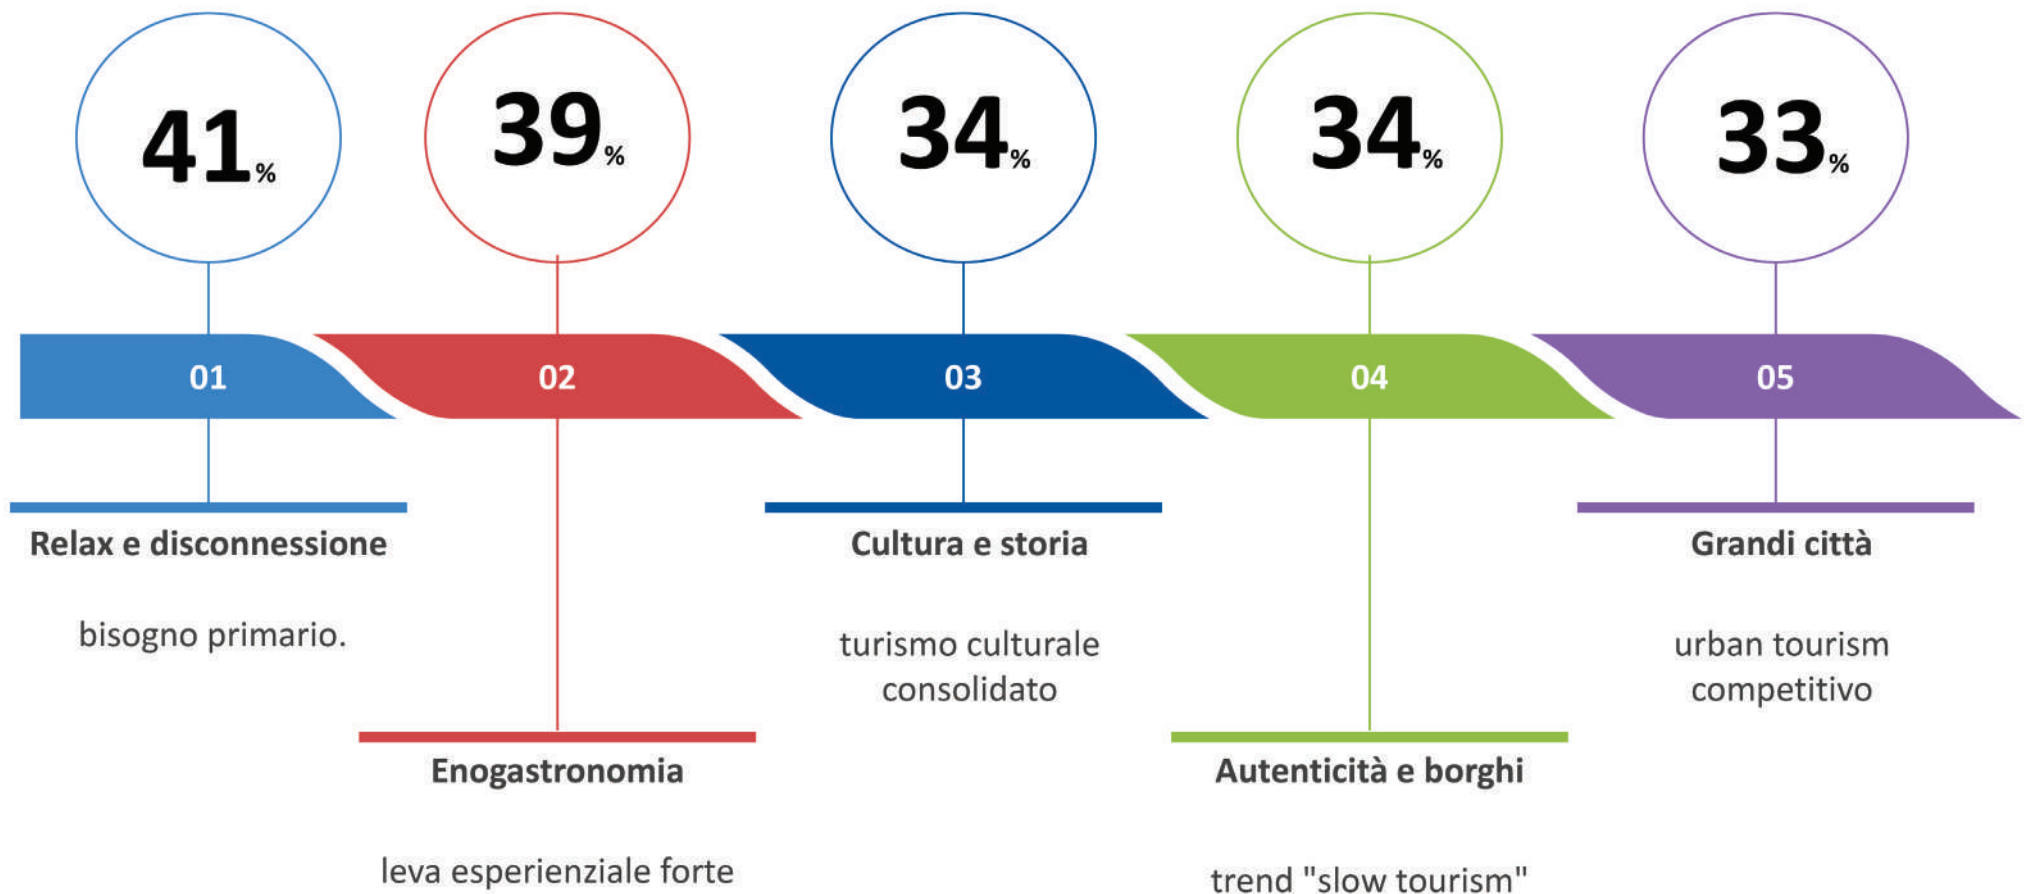 41%
39%
34%
34%
33%
01
02
03
04
05
Relax e disconnessione
bisogno primario.
Enogastronomia
leva esperienziale forte
Cultura e storia
turismo culturale
consolidato
Autenticità e borghi
trend "slow tourism"
Grandi città
urban tourism
competitivo